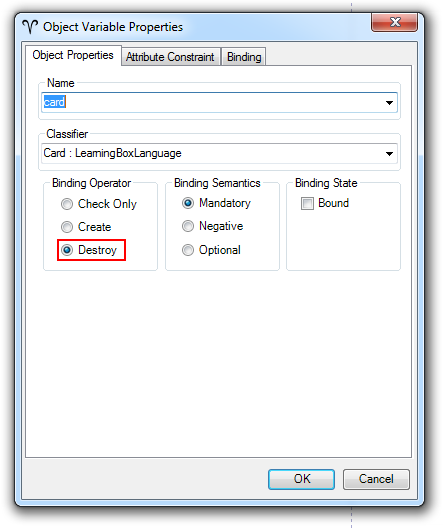 Object Variable Properties
Object Properties Attribute Constraint Binding
Name
card
Classifier
Card : LearningBoxLanguage
Binding Operator Binding Semantics Binding State
Check Only Mandatory Bound
Create Negative
Destroy Optional
OK Cancel